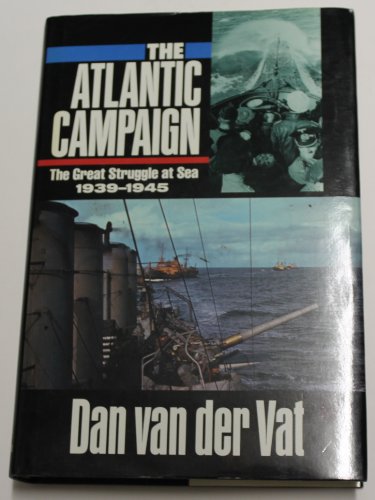 THE
ATLANTIC
CAMPAIGN
The Great Struggle at Sea
1939-1945
Dan van der Vat